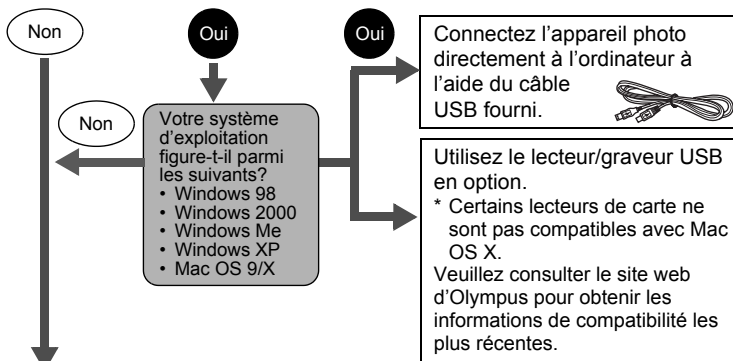 Non
Oui
Oui
Connectez l'appareil photo
directement à l'ordinateur à
l'aide du câble
USB fourni.
Non
Votre système
d'exploitation
figure-t-il parmi
les suivants?
• Windows 98
• Windows 2000
• Windows Me
• Windows XP
• Mac OS 9/X
Utilisez le lecteur/graveur USB
en option.
* Certains lecteurs de carte ne
sont pas compatibles avec Mac
OS X.
Veuillez consulter le site web
d'Olympus pour obtenir les
informations de compatibilité les
plus récentes.